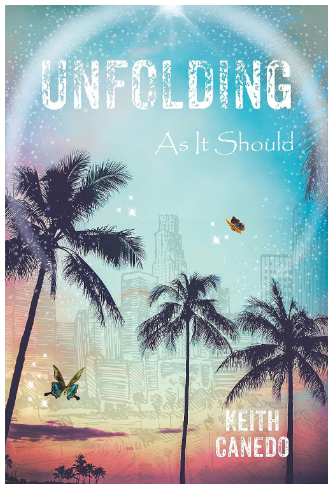 UNFOLDING
As It Should
KEITH
CANEDO